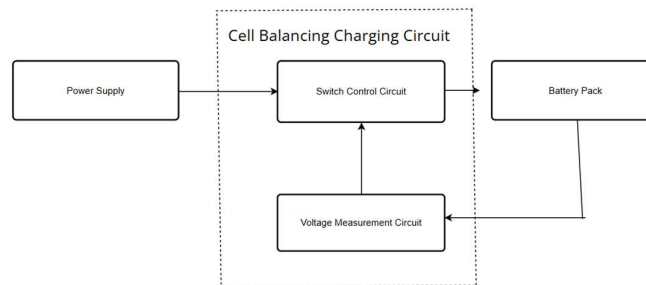 Cell Balancing Charging Circuit
Power Supply
Switch Control Circuit
Battery Pack
Voltage Measurement Circuit